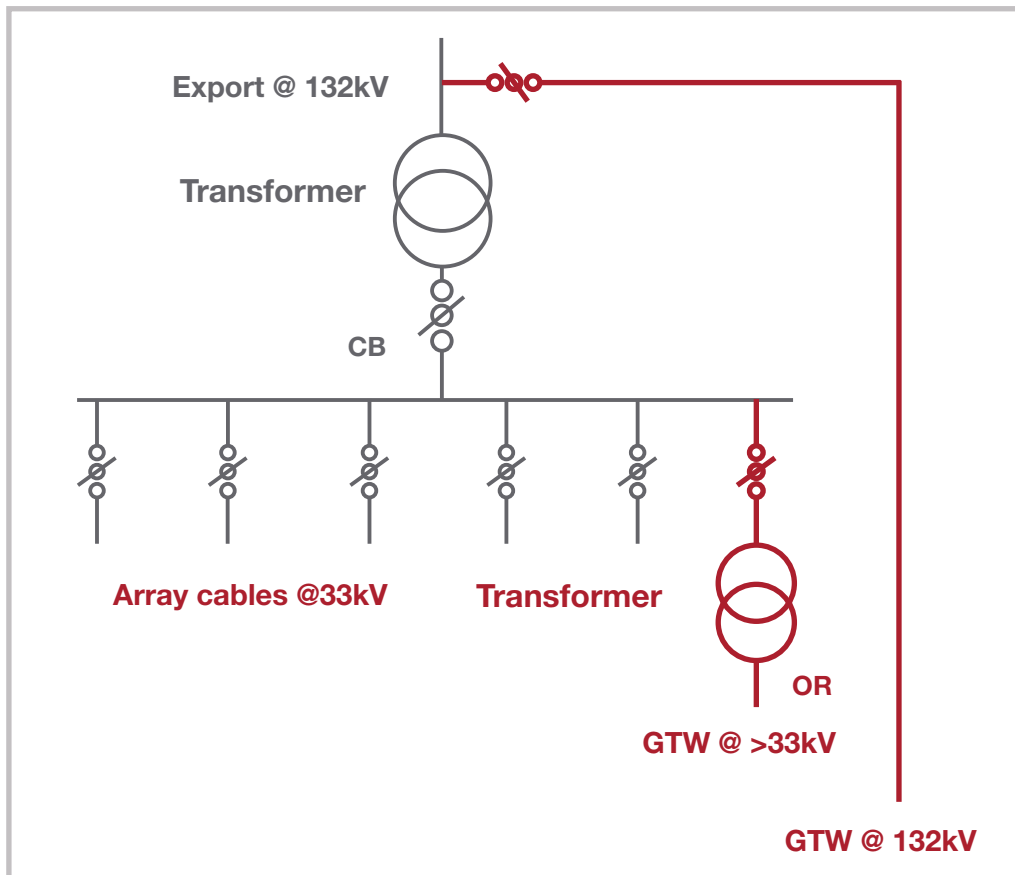 Export @ 132kV
Transformer
CB
Array cables @33kV
Transformer
OR
GTW @ >33kV
GTW @ 132kV